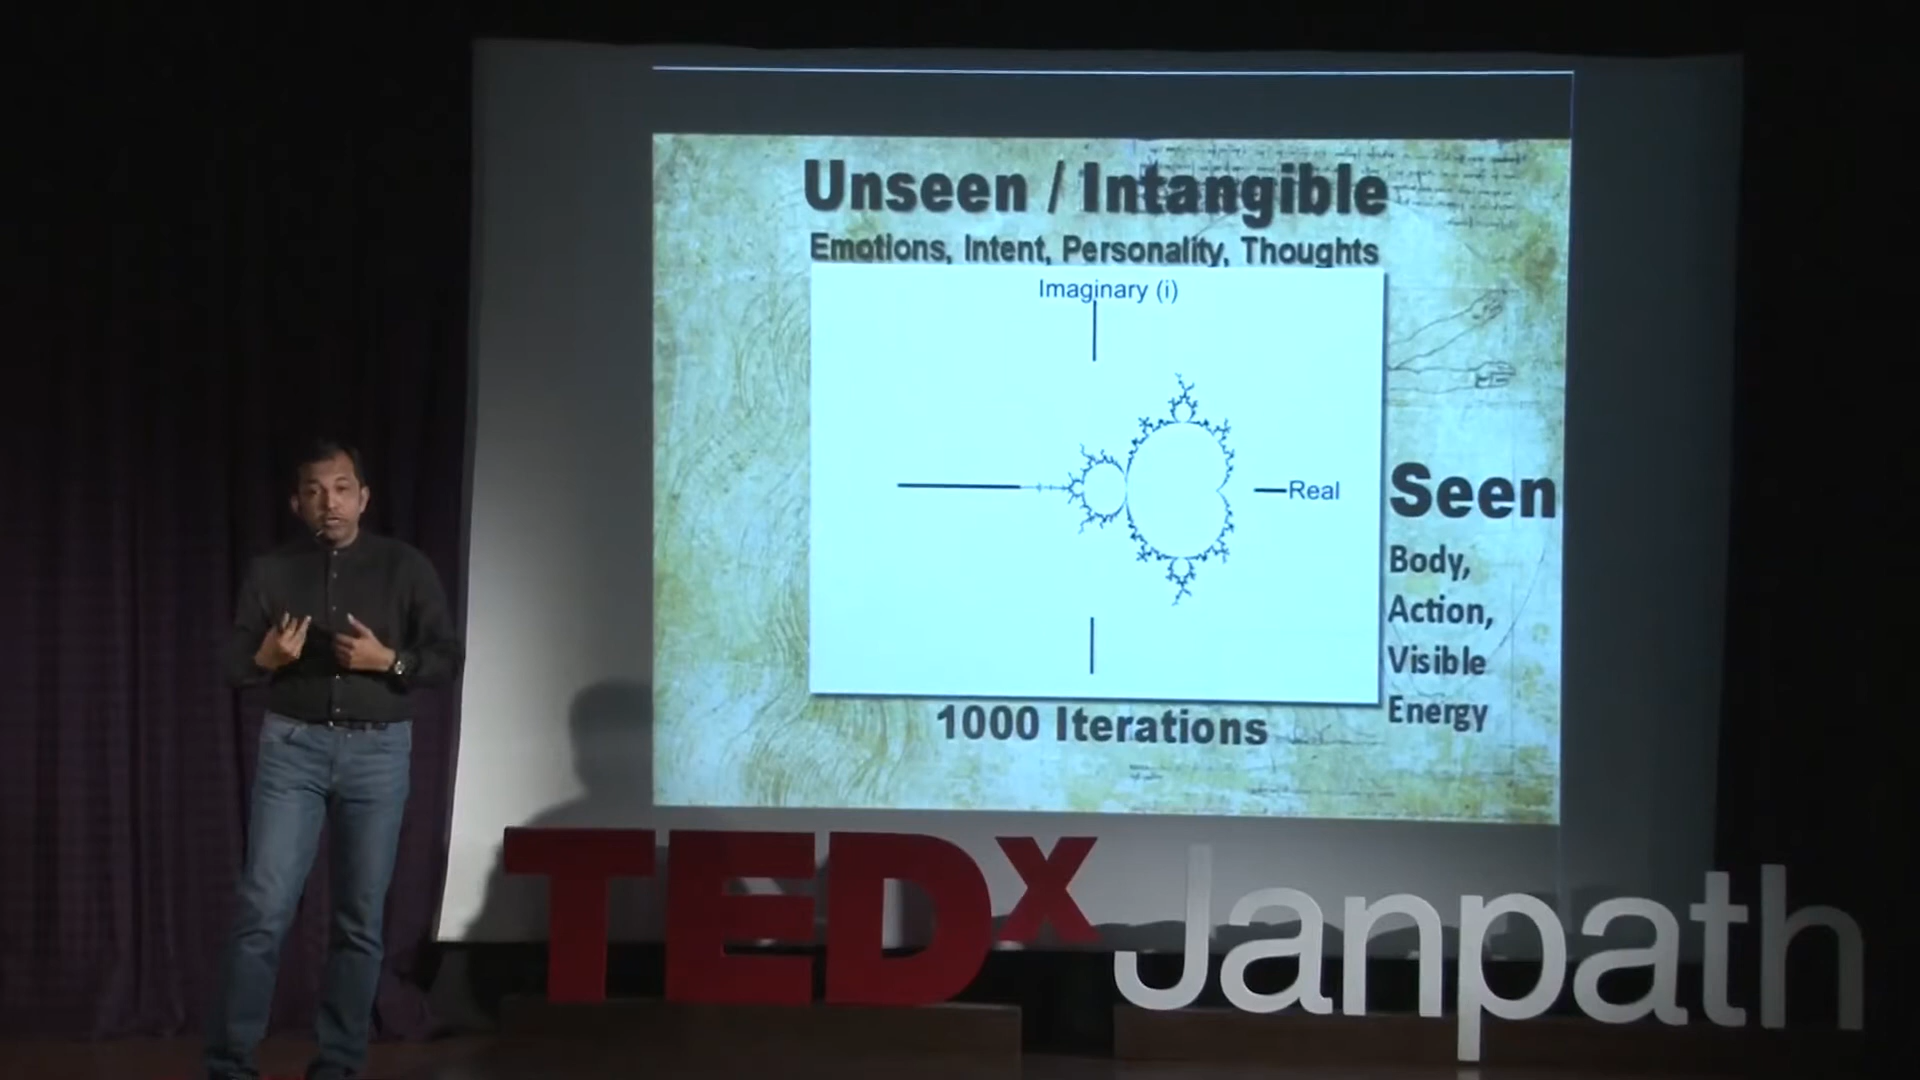 Unseen / Intangible
Emotions, Intent, Personality, Thoughts
Imaginary (i)
Real
Seen
Body,
Action,
Visible
Energy
1000 Iterations
TEDx Janpath